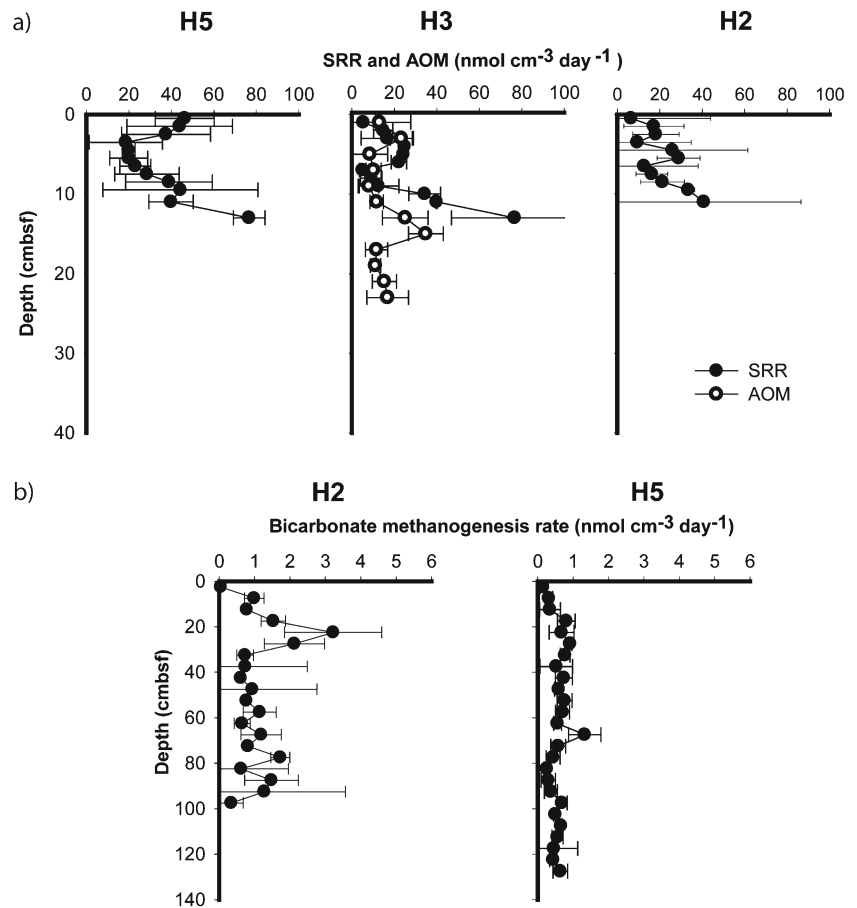 a)
H5 H3 H2
SRR and AOM (nmol cm-3 day -1 )
0 20 40 60 80 100 0 20 40 60 80 100 0 20 40 60 80 100
0
10
20
30
40
Depth (cmbsf)
SRR
AOM
b)
H2 H5
Bicarbonate methanogenesis rate (nmol cm-3 day-1)
0 1 2 3 4 5 6 0 1 2 3 4 5 6
0
20
40
60
80
100
120
140
Depth (cmbsf)